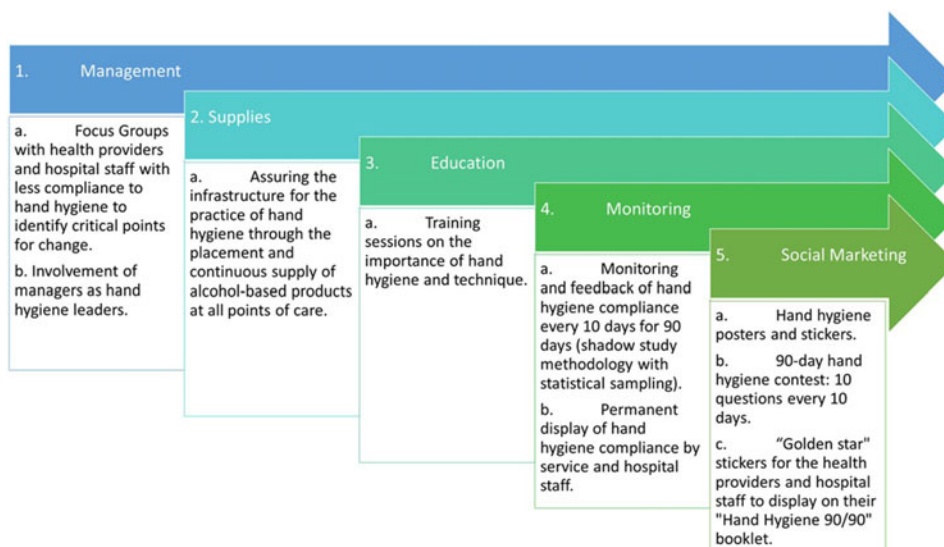 1. Management
a. Focus Groups
with health providers
and hospital staff with
less compliance to
hand hygiene to
identify critical points
for change.
b. Involvement of
managers as hand
hygiene leaders.
2. Supplies
a. Assuring the
infrastructure for the
practice of hand
hygiene through the
placement and
continuous supply of
alcohol-based products
at all points of care.
3. Education
a. Training
sessions on the
importance of hand
hygiene and technique.
4. Monitoring
a. Monitoring
and feedback of hand
hygiene compliance
every 10 days for 90
days (shadow study
methodology with
statistical sampling).
b. Permanent
display of hand
hygiene compliance by
service and hospital
staff.
5. Social Marketing
a. Hand hygiene
posters and stickers.
b. 90-day hand
hygiene contest: 10
questions every 10
days.
c. “Golden star"
stickers for the health
providers and hospital
staff to display on their
"Hand Hygiene 90/90"
booklet.